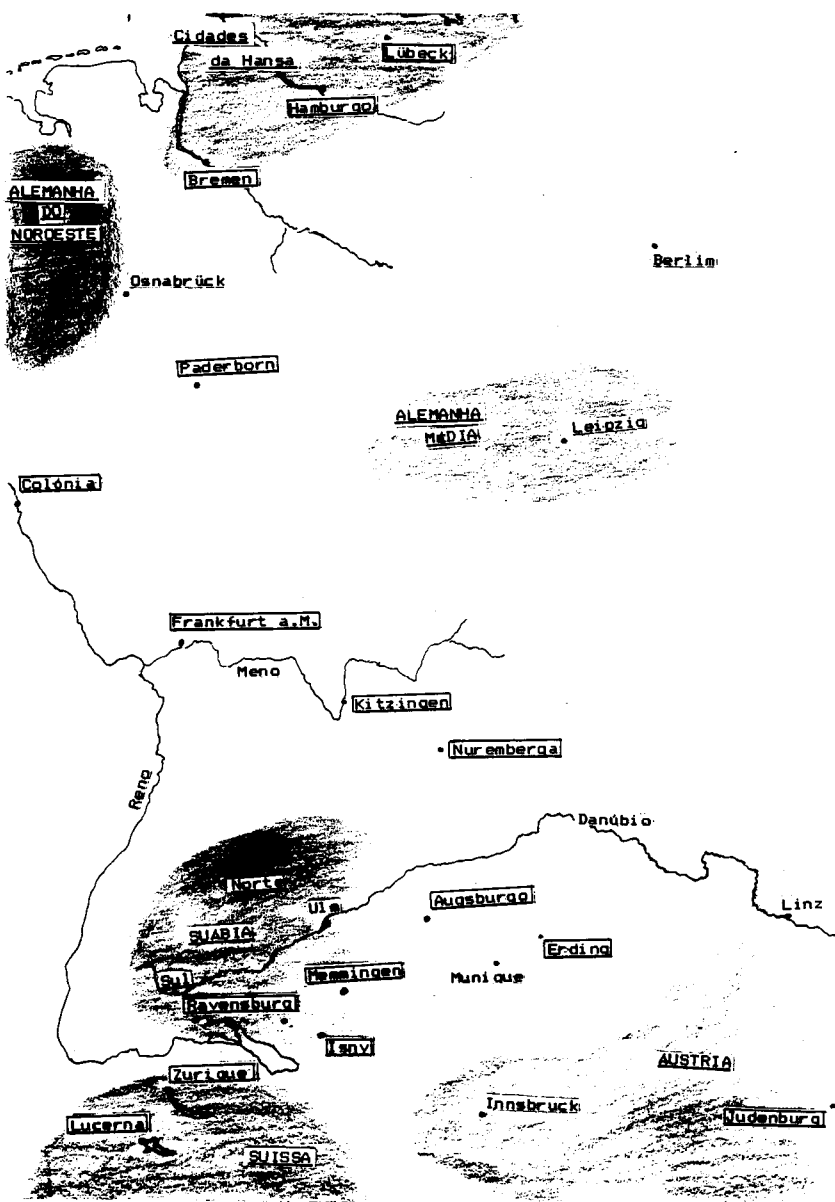 Cidades
da Hansa
Lübeck
Hamburgo
Bremen
ALEMANHA
DO
NOROESTE
Osnabrück
Berlim
Paderborn
ALEMANHA
MéDIA
Leipzig
Colónia
Frankfurt a.M.
Meno
Kitzingen
Nuremberga
Reno
Danúbio
Norte
Augsburgo
Ulm
Linz
SUABIA
Erding
Sul
Memmingen
Munique
Ravensburg
Isny
AUSTRIA
Zurique
Innsbruck
Judenburg
Lucerna
SUISSA